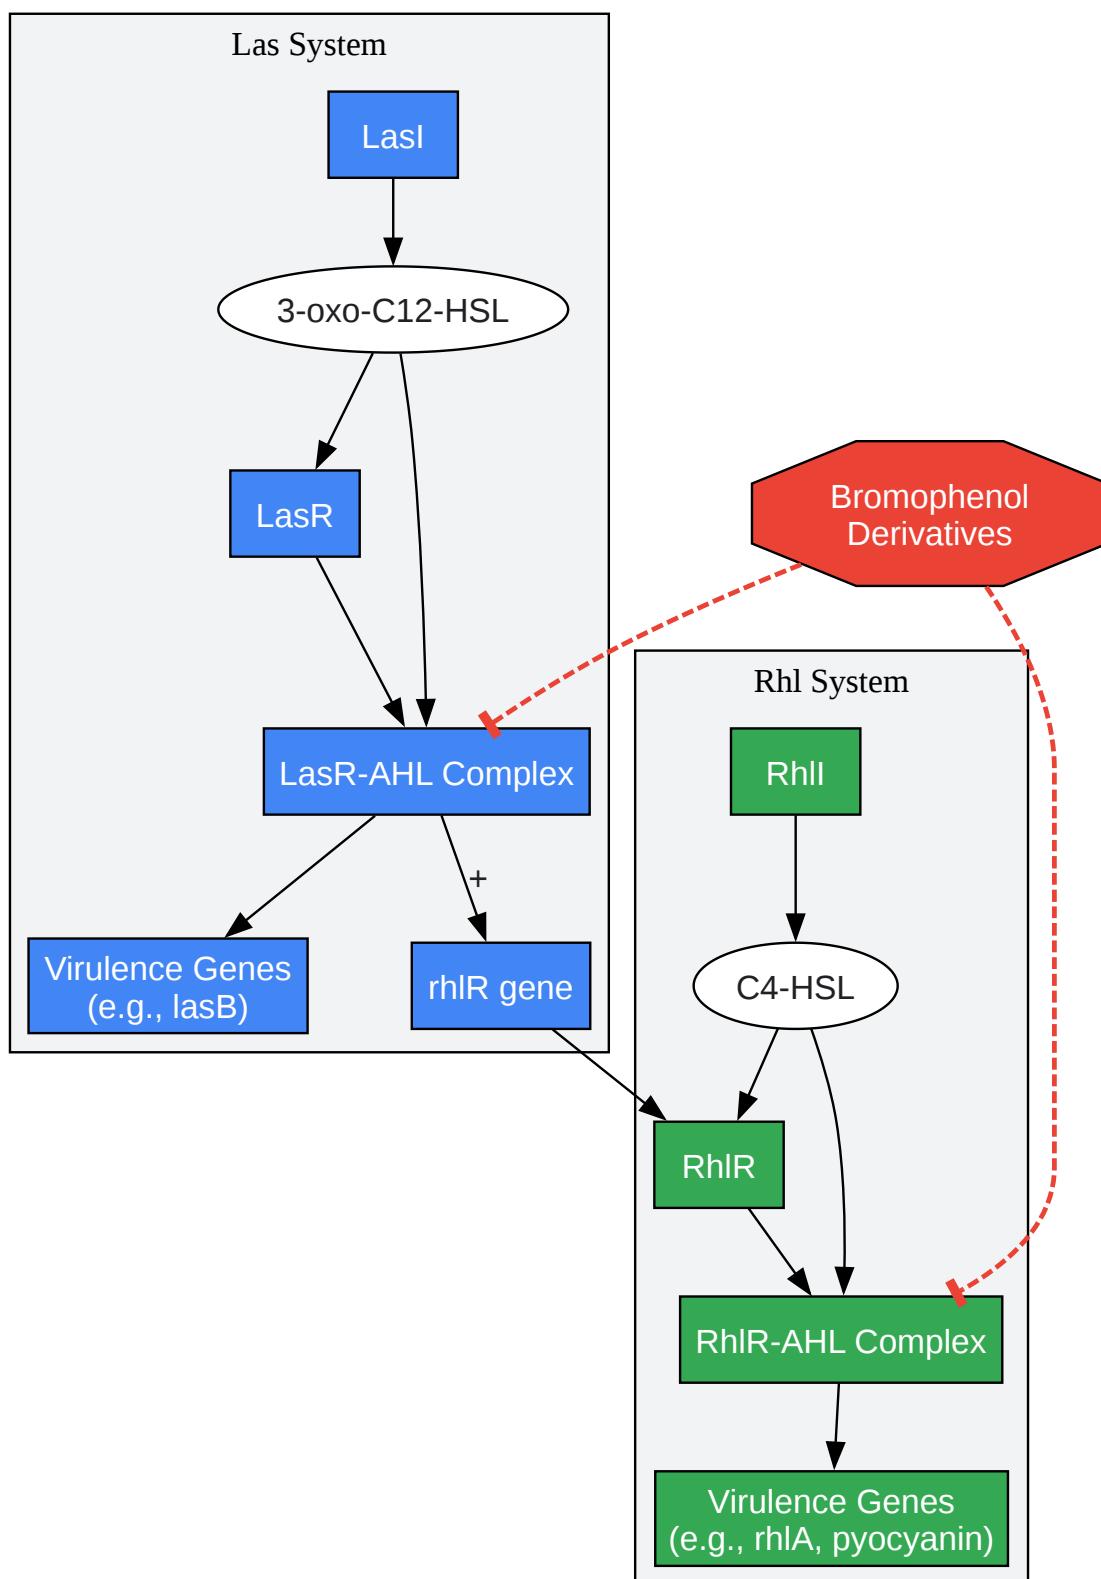 Las System
LasI
3-oxo-C12-HSL
LasR
Bromophenol
Derivatives
Rhl System
LasR-AHL Complex
RhlI
+
Virulence Genes
(e.g., lasB)
rhlR gene
C4-HSL
RhlR
RhlR-AHL Complex
Virulence Genes
(e.g., rhlA, pyocyanin)